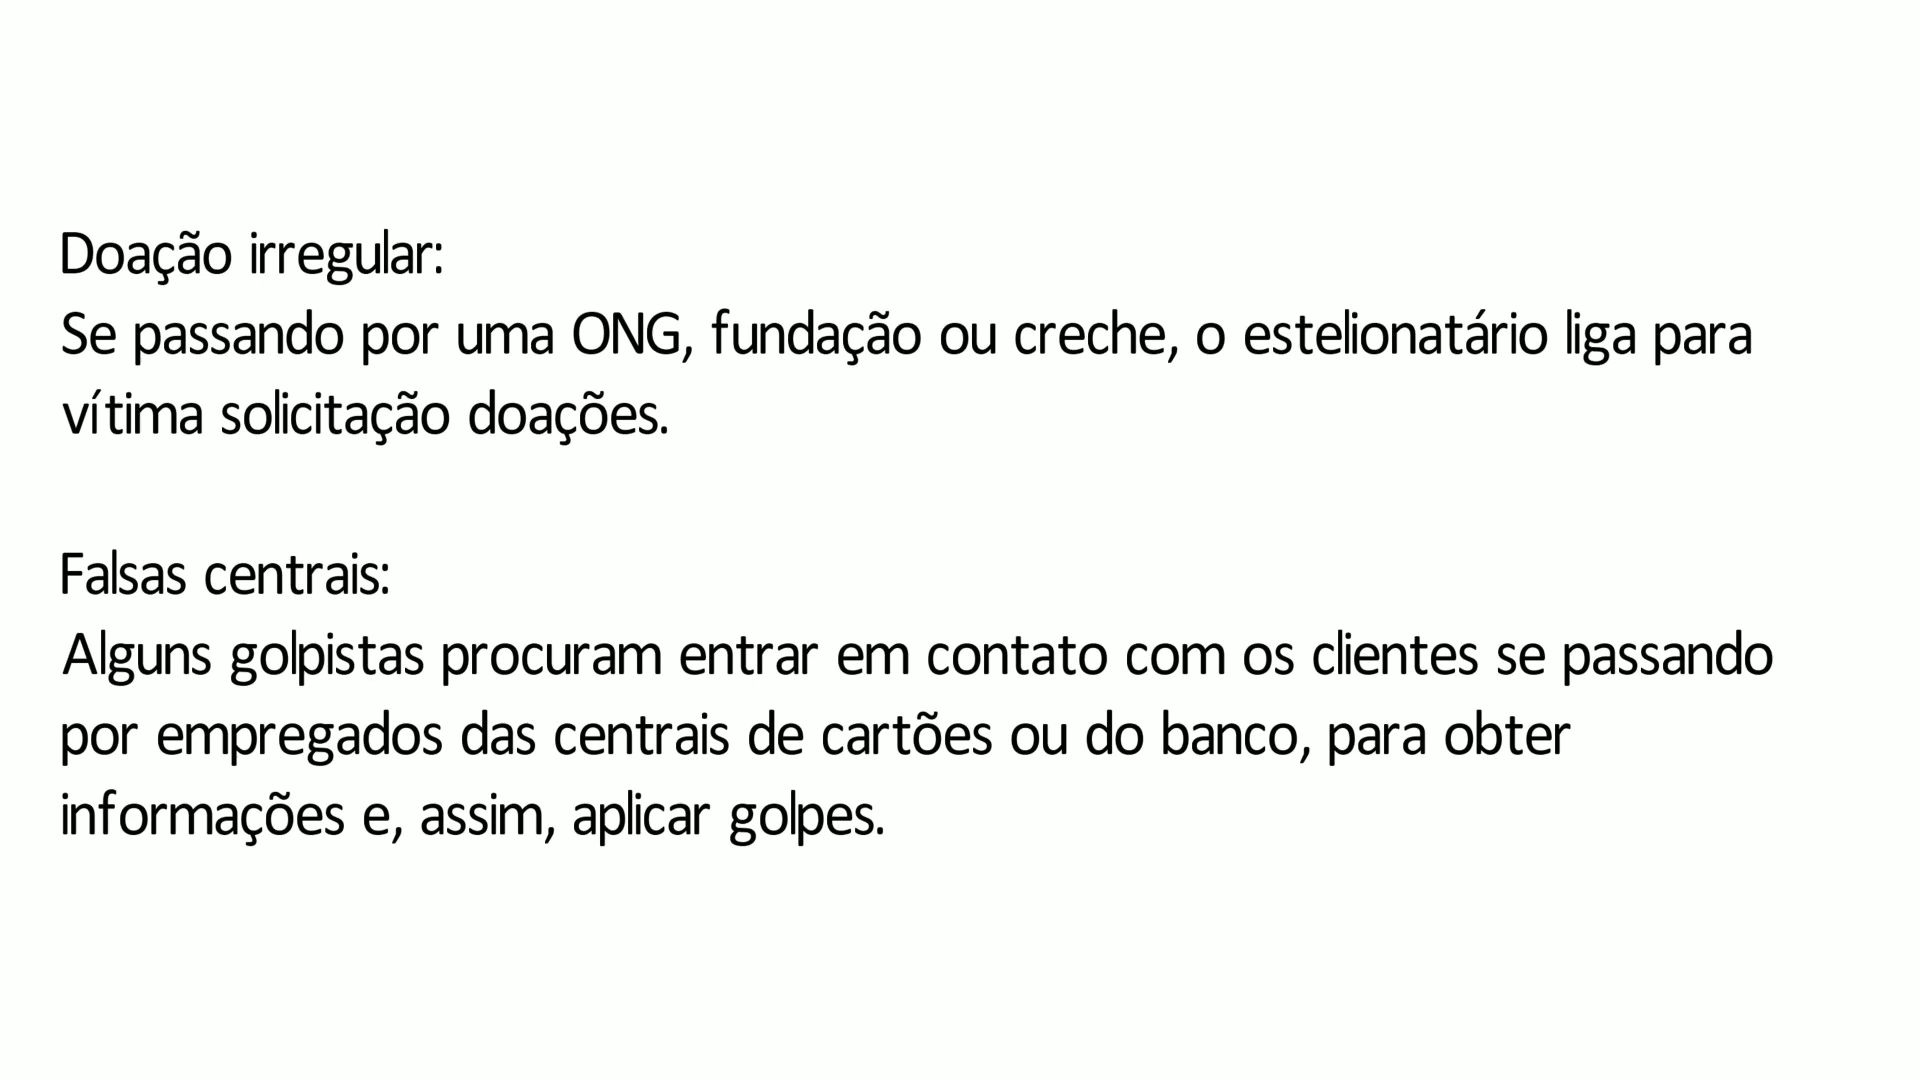 Doação irregular:
Se passando por uma ONG, fundação ou creche, o estelionatário liga para
vítima solicitação doações.
Falsas centrais:
Alguns golpistas procuram entrar em contato com os clientes se passando
por empregados das centrais de cartões ou do banco, para obter
informações e, assim, aplicar golpes.